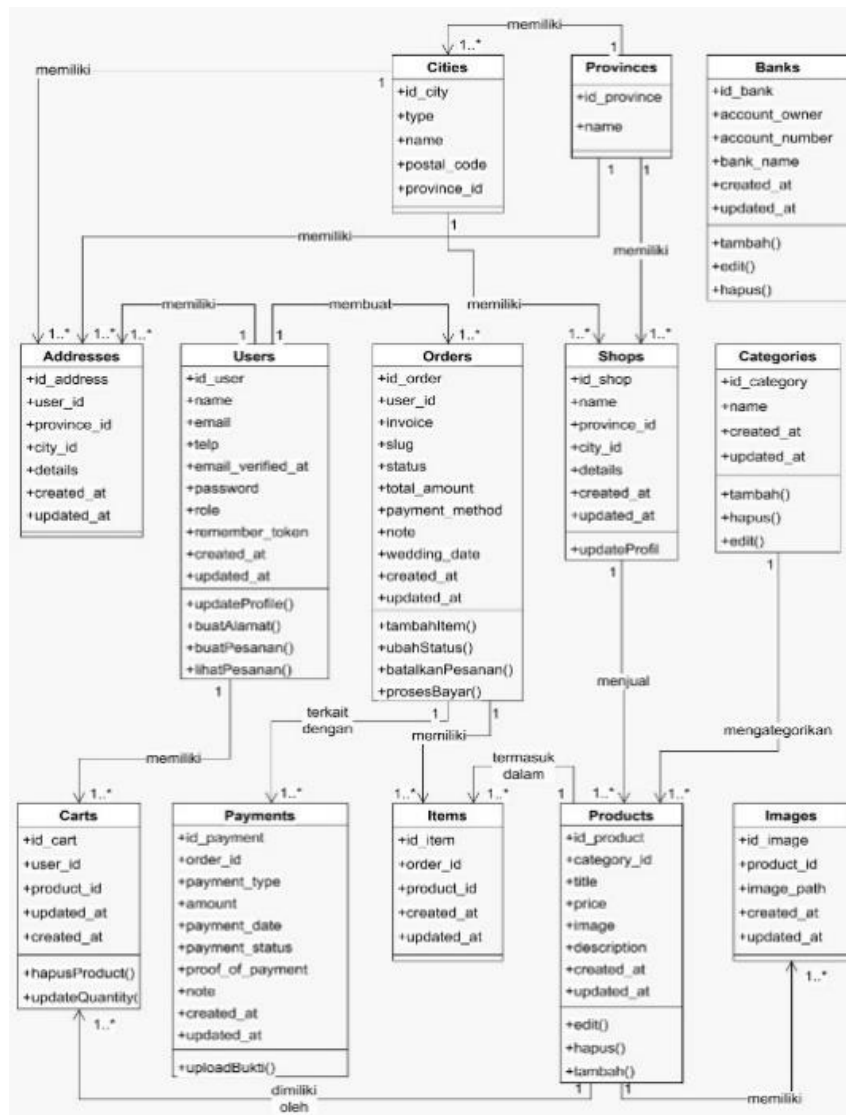 memiliki
1
1..*
memiliki
1
Cities
+id_city
+type
+name
+postal_code
+province_id
1
Provinces
+id_province
+name
1
1
Banks
+id_bank
+account_owner
+account_number
+bank_name
+created_at
+updated_at
+tambah()
+edit()
+hapus()
memiliki
memiliki
memiliki
membuat
memiliki
1..*
1..*
1..*
1
1
1..*
1..*
1..*
Addresses
+id_address
+user_id
+province_id
+city_id
+details
+created_at
+updated_at
Users
+id_user
+name
+email
+telp
+email_verified_at
+password
+role
+remember_token
+created_at
+updated_at
+updateProfile()
+buatAlamat()
+buatPesanan()
+lihatPesanan()
1
Orders
+id_order
+user_id
+invoice
+slug
+status
+total_amount
+payment_method
+note
+wedding_date
+created_at
+updated_at
+tambahItem()
+ubahStatus()
+batalkanPesanan()
+prosesBayar()
1
1
Shops
+id_shop
+name
+province_id
+city_id
+details
+created_at
+updated_at
+updateProfil
1
Categories
+id_category
+name
+created_at
+updated_at
+tambah()
+hapus()
+edit()
1
menjual
terkait
dengan
memiliki
mengategorikan
memiliki
termasuk
dalam
1..*
1..*
1..*
1..*
1
1..*
1..*
Carts
+id_cart
+user_id
+product_id
+updated_at
+created_at
+hapusProduct()
+updateQuantity(
1..*
Payments
+id_payment
+order_id
+payment_type
+amount
+payment_date
+payment_status
+proof_of_payment
+note
+created_at
+updated_at
+uploadBukti()
Items
+id_item
+order_id
+product_id
+created_at
+updated_at
Products
+id_product
+category_id
+title
+price
+image
+description
+created_at
+updated_at
+edit()
+hapus()
+tambah()
1
1
Images
+id_image
+product_id
+image_path
+created_at
+updated_at
1..*
dimiliki
oleh
memiliki